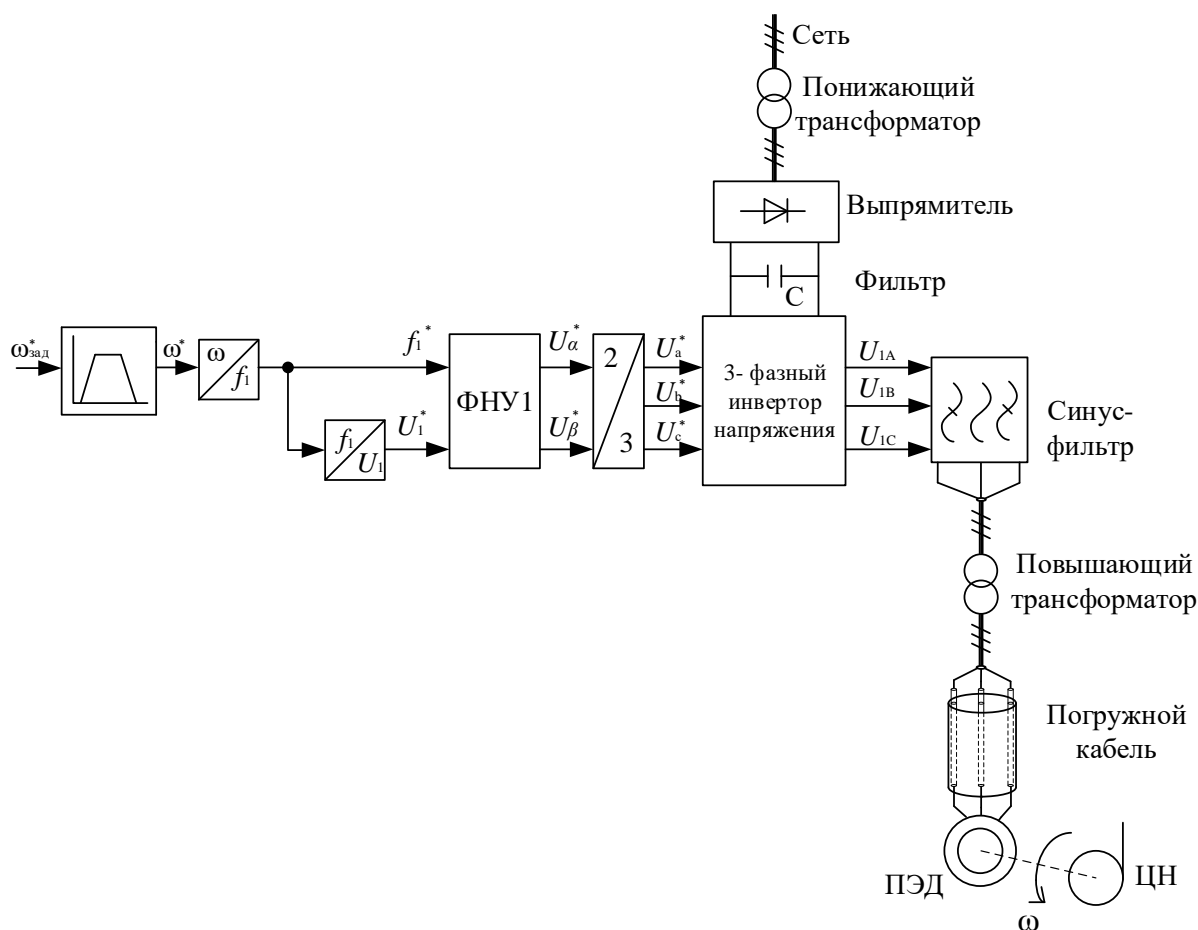 Сеть
Понижающий
трансформатор
Выпрямитель
Фильтр
C
ω*зад
ω*
ω
f1
f1*
f1
U1
U1*
ФНУ1
Uα*
Uβ*
2
3
Ua*
Ub*
Uc*
3- фазный
инвертор
напряжения
U1A
U1B
U1C
Синус-
фильтр
Повышающий
трансформатор
Погружной
кабель
ПЭД
ω
ЦН